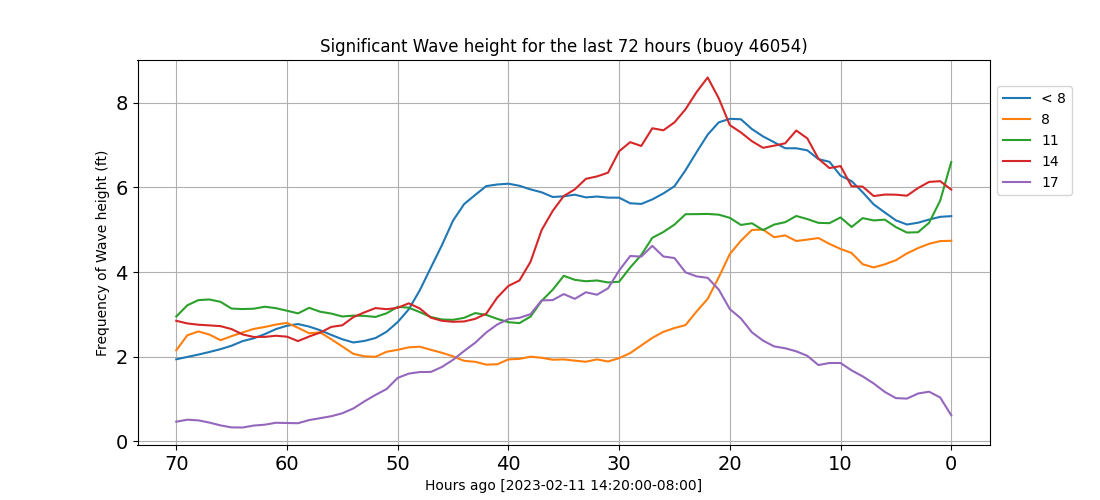 Significant Wave height for the last 72 hours (buoy 46054)
Frequency of Wave height (ft)
8
6
4
2
0
70 60 50 40 30 20 10 0
Hours ago [2023-02-11 14:20:00-08:00]
< 8
8
11
14
17